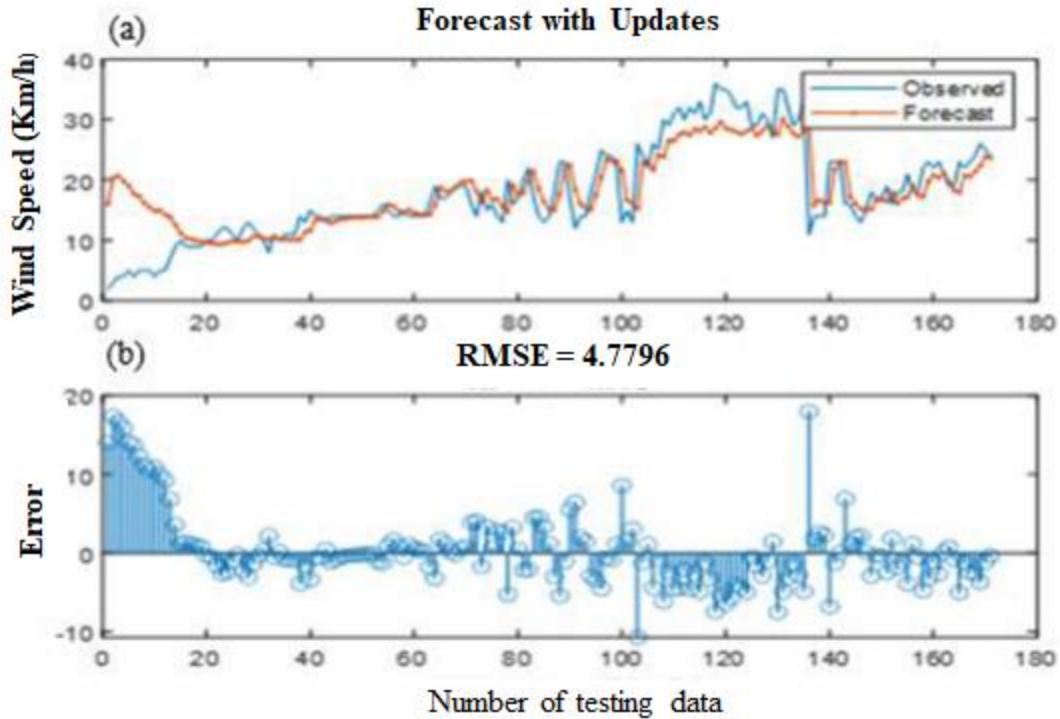 (a) Forecast with Updates
Wind Speed (Km/h)
40
30
20
10
0
Observed
Forecast
0 20 40 60 80 100 120 140 160 180
(b) RMSE = 4.7796
Error
20
10
0
-10
0 20 40 60 80 100 120 140 160 180
Number of testing data